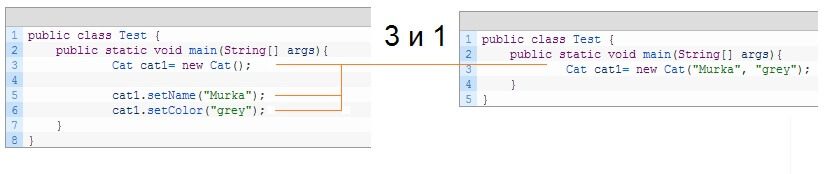 1 public class Test {
2 public static void main(String[] args){
3 Cat cat1= new Cat();
4
5 cat1.setName("Murka");
6 cat1.setColor("grey");
7 }
8 }
3 и 1
1 public class Test {
2 public static void main(String[] args){
3 Cat cat1= new Cat("Murka", "grey");
4 }
5 }